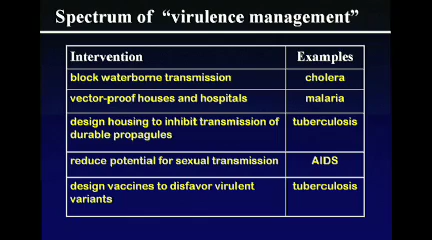 Spectrum of “virulence management”
Intervention Examples
block waterborne transmission cholera
vector-proof houses and hospitals malaria
design housing to inhibit transmission of tuberculosis
durable propagules
reduce potential for sexual transmission AIDS
design vaccines to disfavor virulent tuberculosis
variants